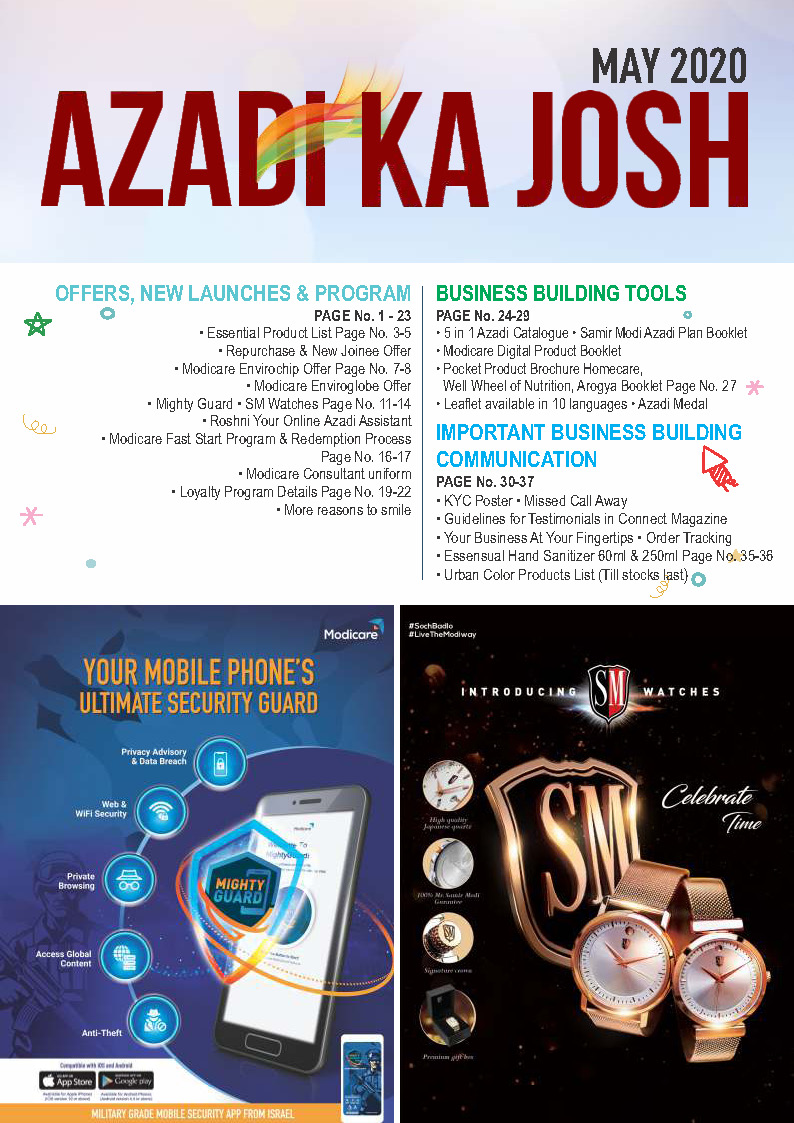 MAY 2020
AZADI KA JOSH
OFFERS, NEW LAUNCHES & PROGRAM
PAGE No. 1 - 23
• Essential Product List Page No. 3-5
• Repurchase & New Joinee Offer
• Modicare Envirochip Offer Page No. 7-8
• Modicare Enviroglobe Offer
• Mighty Guard • SM Watches Page No. 11-14
• Roshni Your Online Azadi Assistant
• Modicare Fast Start Program & Redemption Process
Page No. 16-17
• Modicare Consultant uniform
• Loyalty Program Details Page No. 19-22
• More reasons to smile
BUSINESS BUILDING TOOLS
PAGE No. 24-29
• 5 in 1 Azadi Catalogue • Samir Modi Azadi Plan Booklet
• Modicare Digital Product Booklet
• Pocket Product Brochure Homecare,
Well Wheel of Nutrition, Arogya Booklet Page No. 27
• Leaflet available in 10 languages • Azadi Medal
IMPORTANT BUSINESS BUILDING
COMMUNICATION
PAGE No. 30-37
• KYC Poster • Missed Call Away
• Guidelines for Testimonials in Connect Magazine
• Your Business At Your Fingertips • Order Tracking
• Essensual Hand Sanitizer 60ml & 250ml Page No. 35-36
• Urban Color Products List (Till stocks last)
Modicare
YOUR MOBILE PHONE'S
ULTIMATE SECURITY GUARD
Privacy Advisory
& Data Breach
Web &
WiFi Security
Private
Browsing
Access Global
Content
Anti-Theft
Modicare
Welcome To
MightyGuard!
MIGHTY
GUARD
Compatible with iOS and Android
App Store
Google play
MILITARY GRADE MOBILE SECURITY APP FROM ISRAEL
#SochBadlo
#LiveTheModiway
INTRODUCING SM WATCHES
SM
Celebrate
Time
High quality
Japanese quartz
100% Mr. Samir Modi
Gurantee
Signature crown
Premium gift box